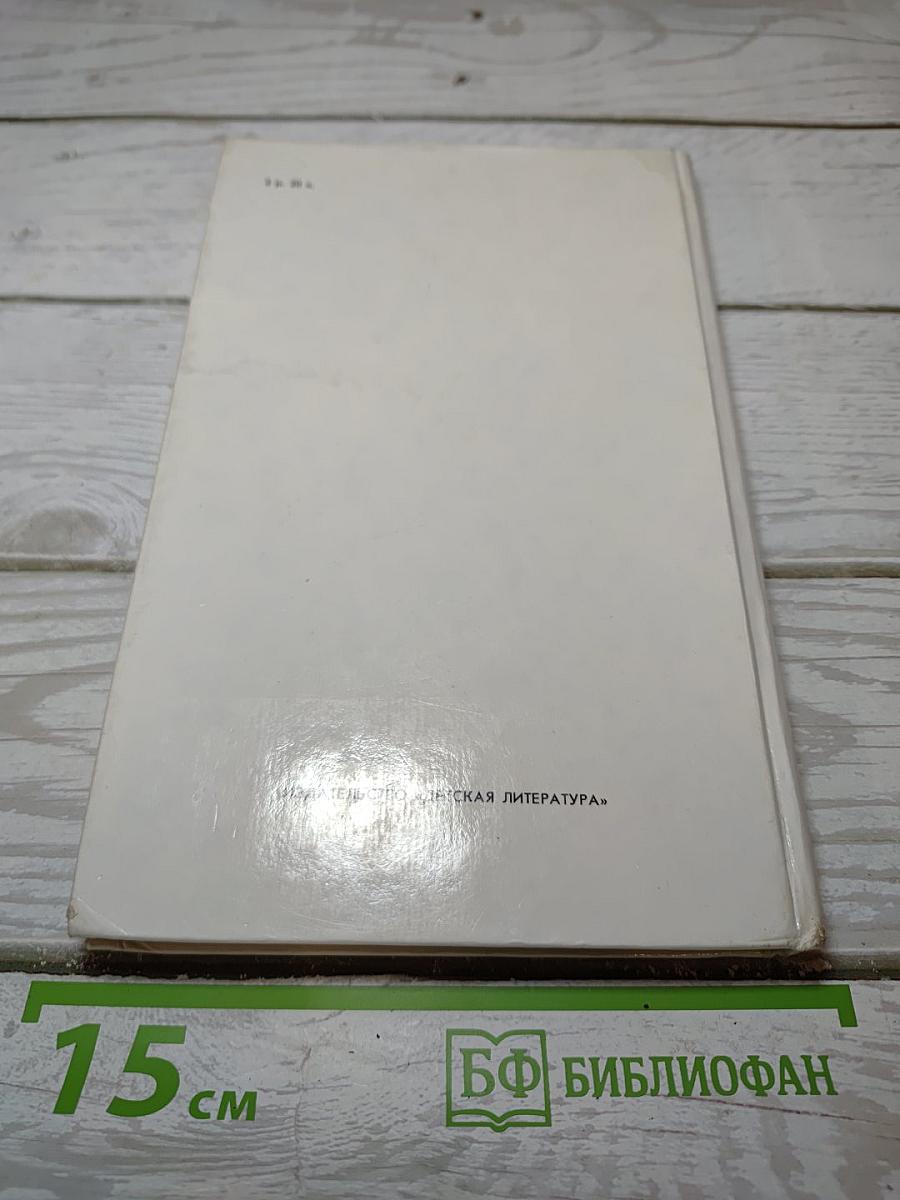 ИЗДАТЕЛЬСТВО «ДЕТСКАЯ ЛИТЕРАТУРА»
15 см
БФ БИБЛИОФАН